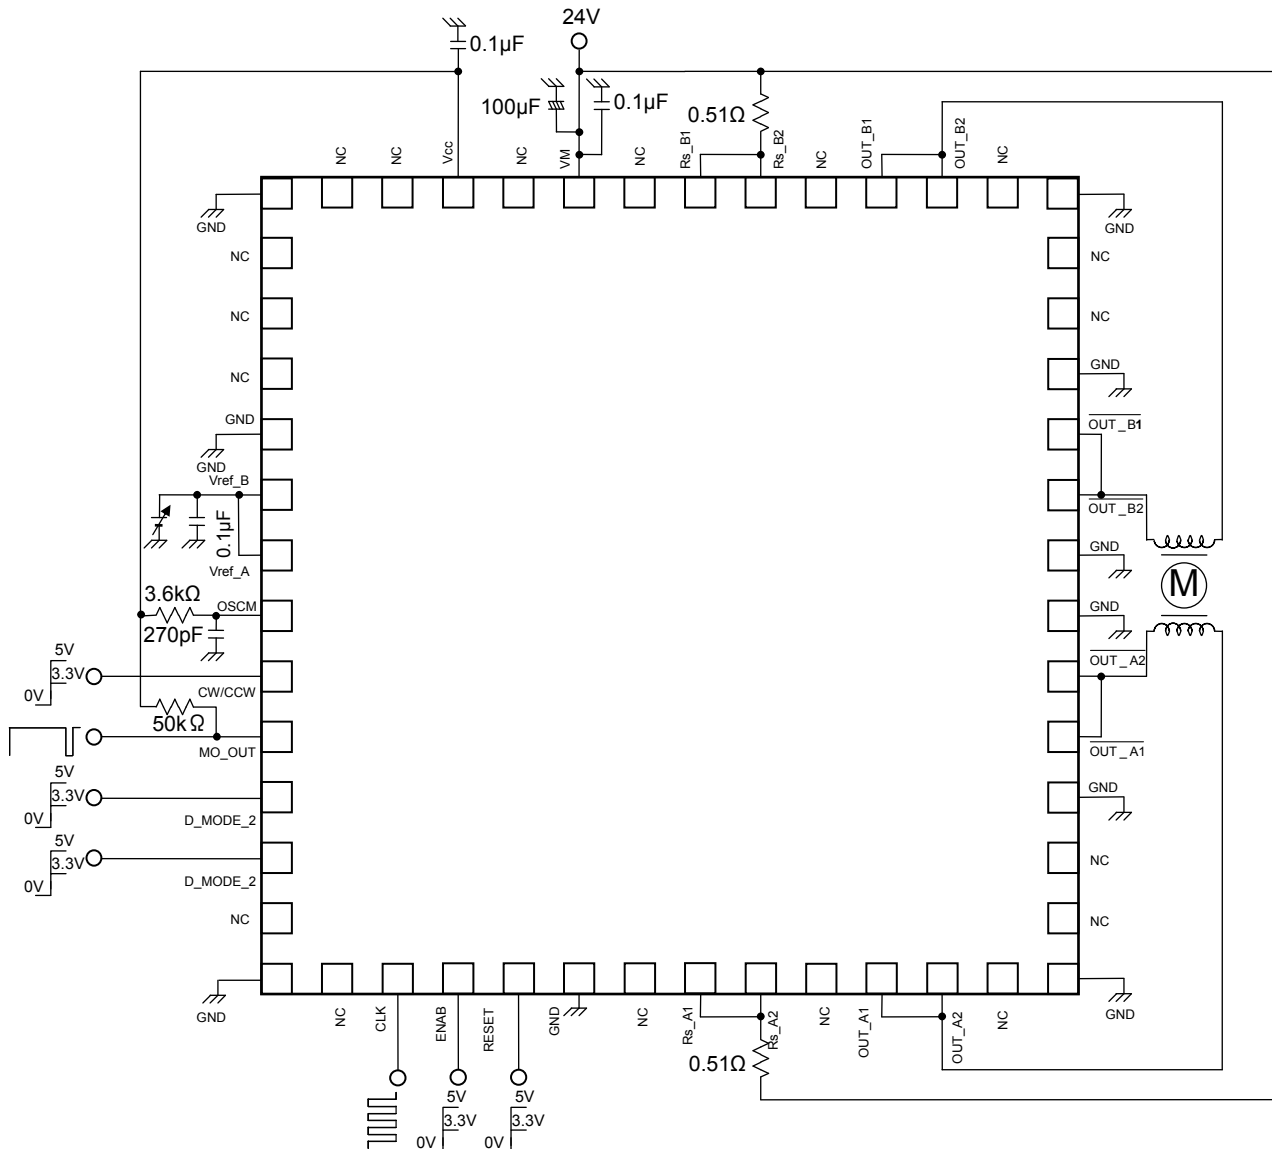 24V
0.1μF
100μF
0.1μF
0.51Ω
NC
NC
Vcc
NC
VM
NC
Rs_B1
Rs_B2
NC
OUT_B1
OUT_B2
NC
GND
GND
NC
NC
NC
NC
NC
GND
GND
GND
OUT_B1
Vref_B
OUT_B2
0.1μF
GND
Vref_A
M
3.6kΩ
OSCM
GND
270pF
5V
3.3V
0V
CW/CCW
OUT_A2
50kΩ
MO_OUT
OUT_A1
5V
3.3V
0V
D_MODE_2
GND
5V
3.3V
0V
D_MODE_2
NC
NC
NC
GND
GND
NC
CLK
ENAB
RESET
GND
NC
Rs_A1
Rs_A2
NC
OUT_A1
OUT_A2
NC
0.51Ω
5V
3.3V
0V
5V
3.3V
0V